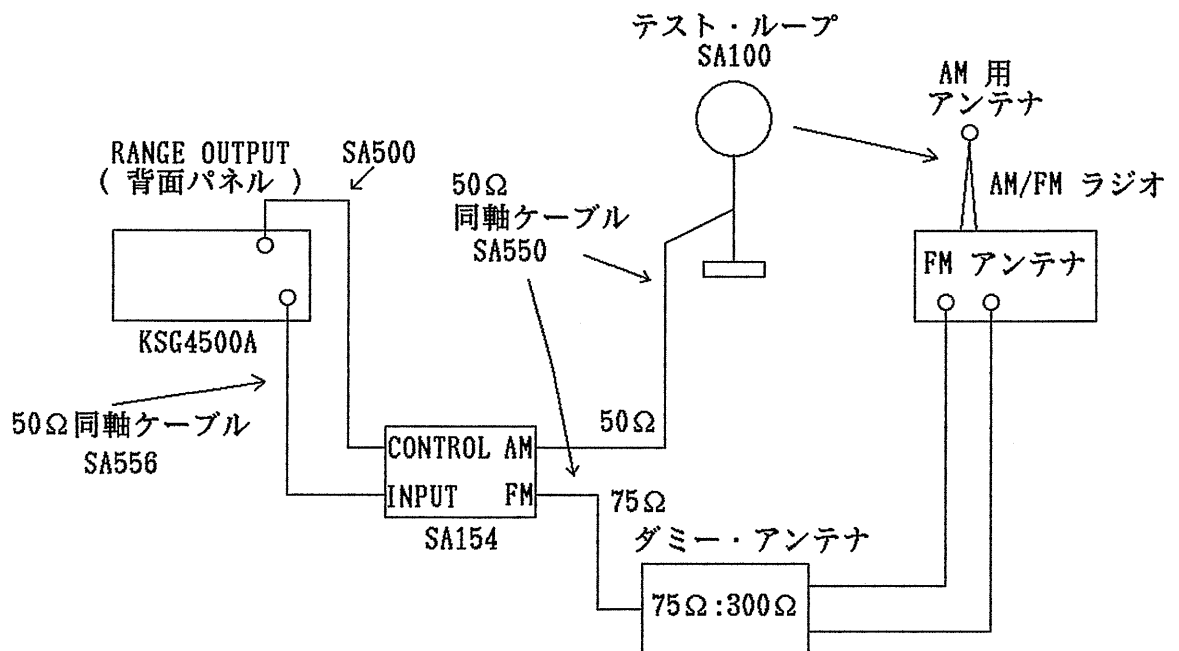 テスト・ループ
SA100
AM 用
アンテナ
RANGE OUTPUT
( 背面パネル )
SA500
50Ω
同軸ケーブル
SA550
AM/FM ラジオ
FM アンテナ
KSG4500A
50Ω同軸ケーブル
SA556
50Ω
CONTROL AM
INPUT FM
SA154
75Ω
ダミー・アンテナ
75Ω:300Ω